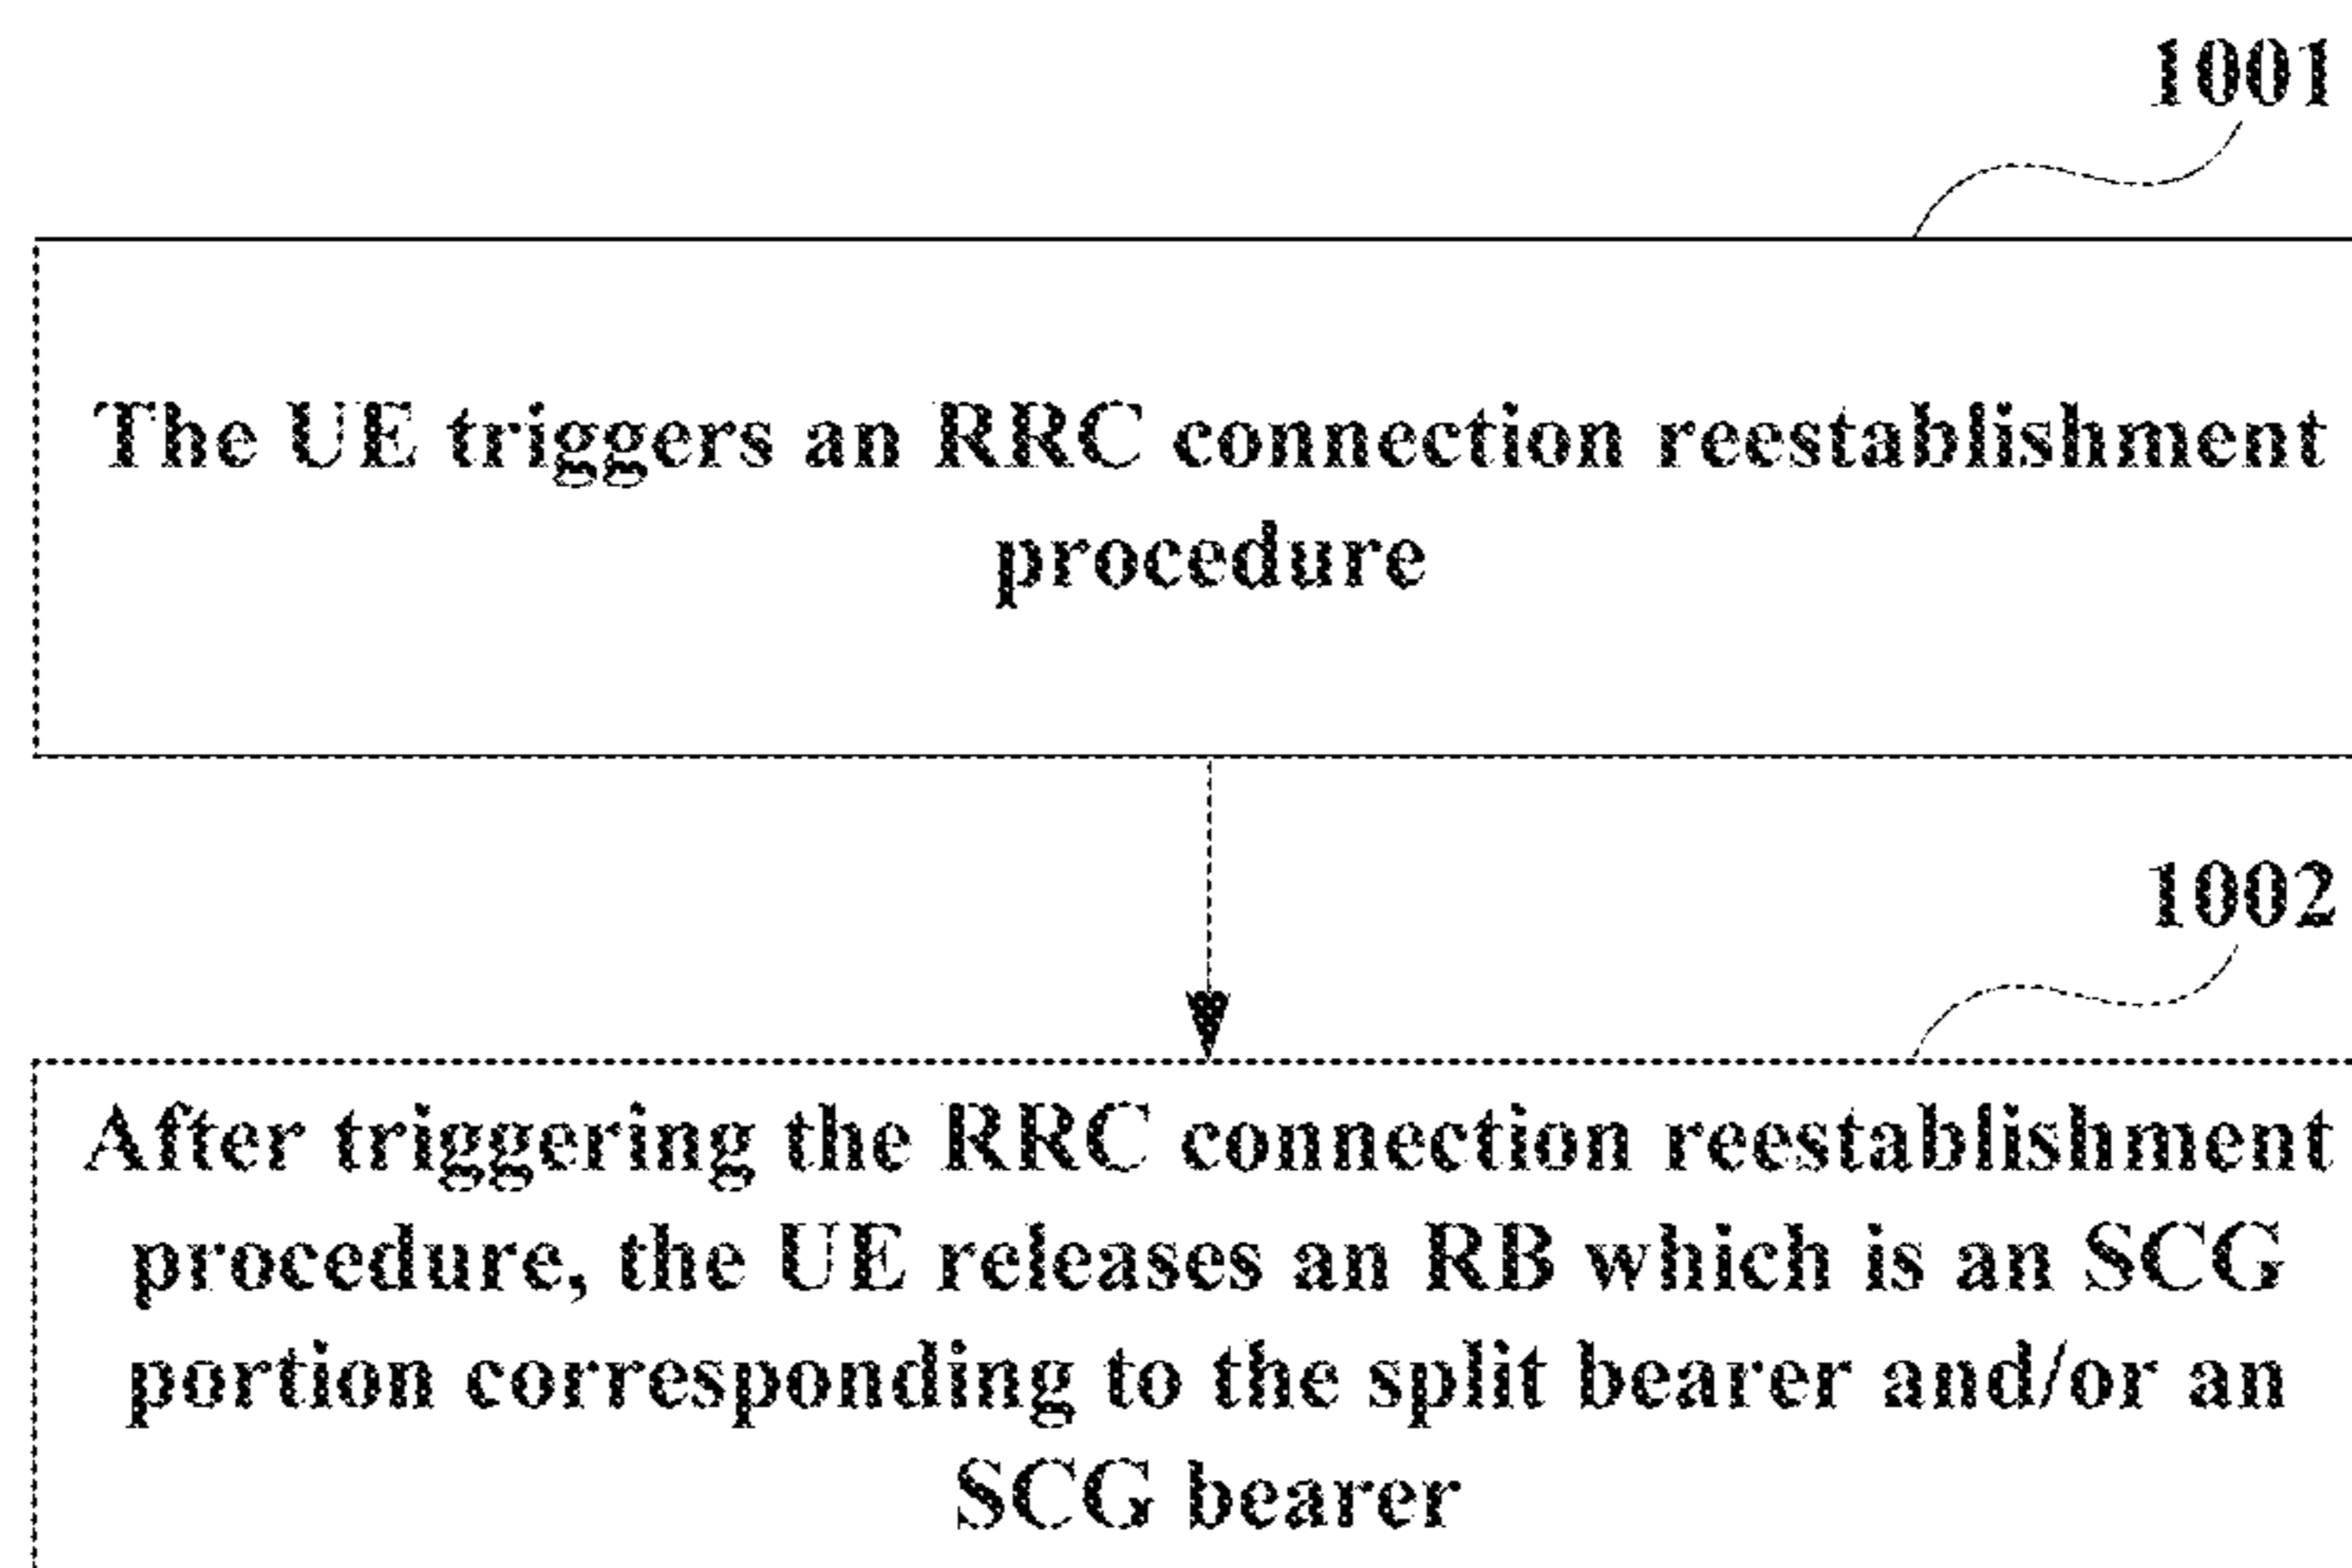 1001
The UE triggers an RRC connection reestablishment
procedure
1002
After triggering the RRC connection reestablishment
procedure, the UE releases an RB which is an SCG
portion corresponding to the split bearer and/or an
SCG bearer